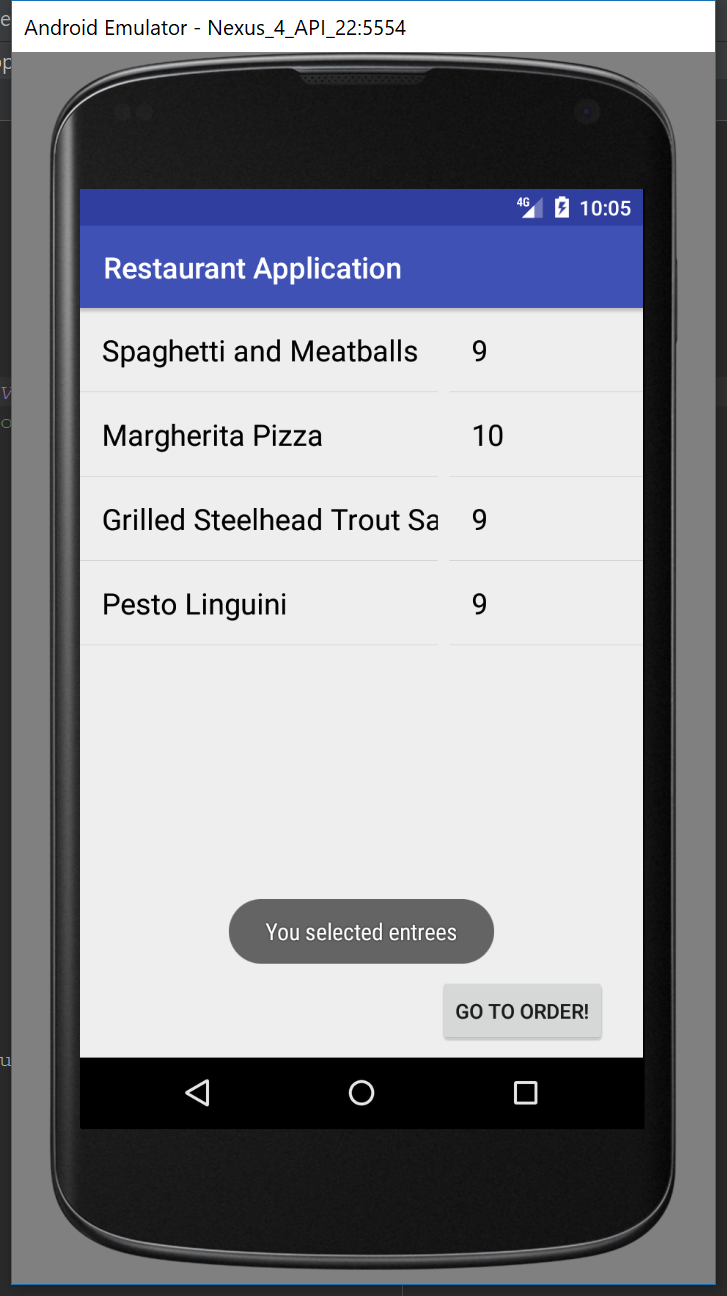 Android Emulator - Nexus_4_API_22:5554
4G 10:05
Restaurant Application
Spaghetti and Meatballs 9
Margherita Pizza 10
Grilled Steelhead Trout Sa 9
Pesto Linguini 9
You selected entrees
GO TO ORDER!